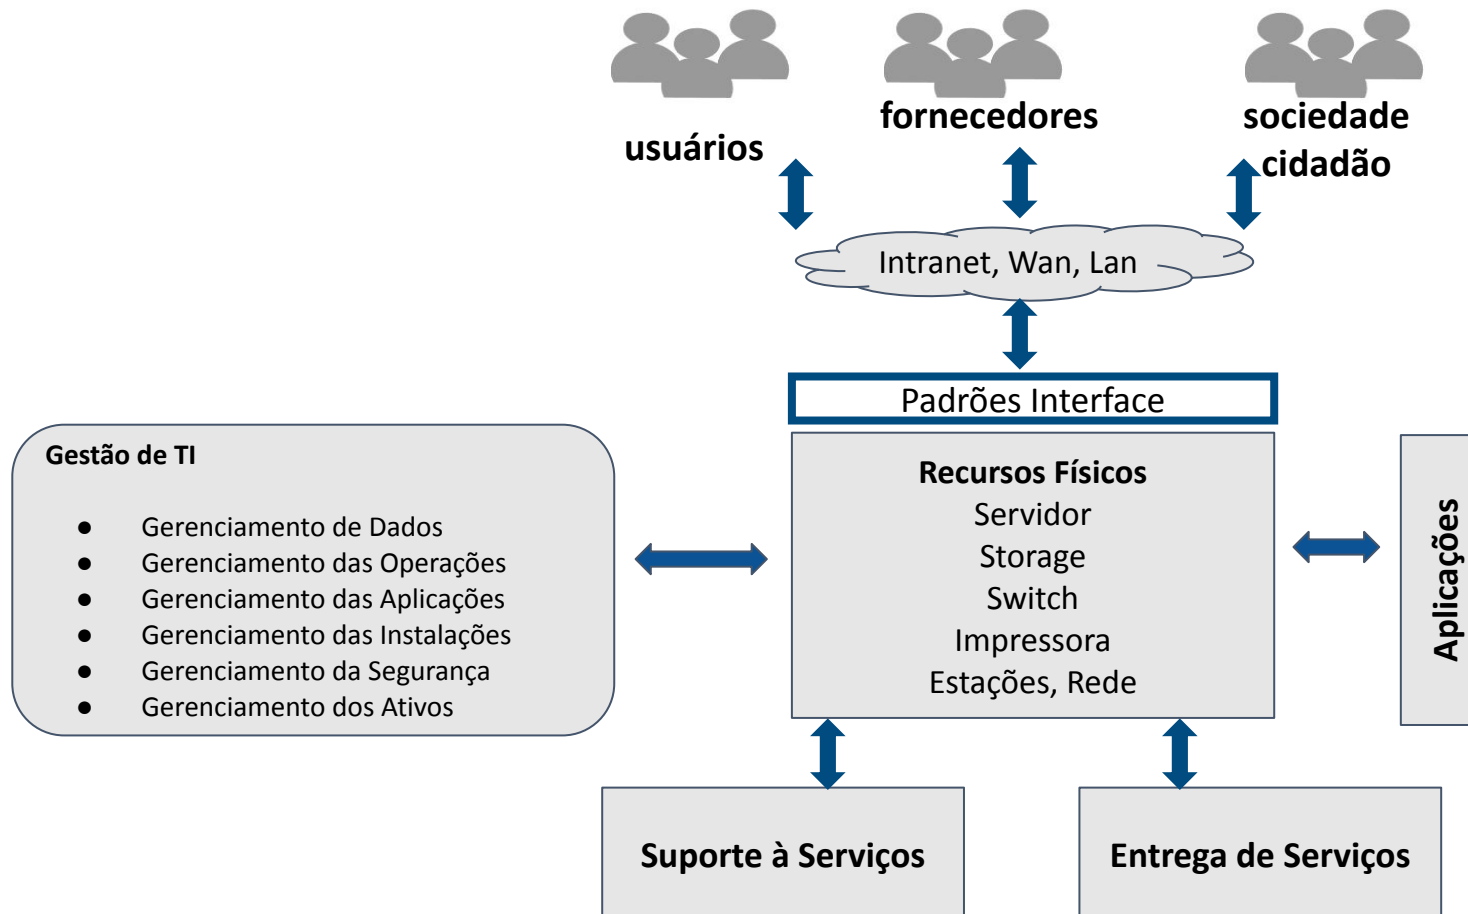 usuários
fornecedores
sociedade
cidadão
Intranet, Wan, Lan
Padrões Interface
Gestão de TI
● Gerenciamento de Dados
● Gerenciamento das Operações
● Gerenciamento das Aplicações
● Gerenciamento das Instalações
● Gerenciamento da Segurança
● Gerenciamento dos Ativos
Recursos Físicos
Servidor
Storage
Switch
Impressora
Estações, Rede
Aplicações
Suporte à Serviços
Entrega de Serviços